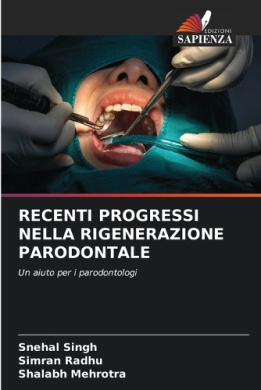 EDIZIONI
SAPIENZA
RECENTI PROGRESSI
NELLA RIGENERAZIONE
PARODONTALE
Un aiuto per i parodontologi
Snehal Singh
Simran Radhu
Shalabh Mehrotra